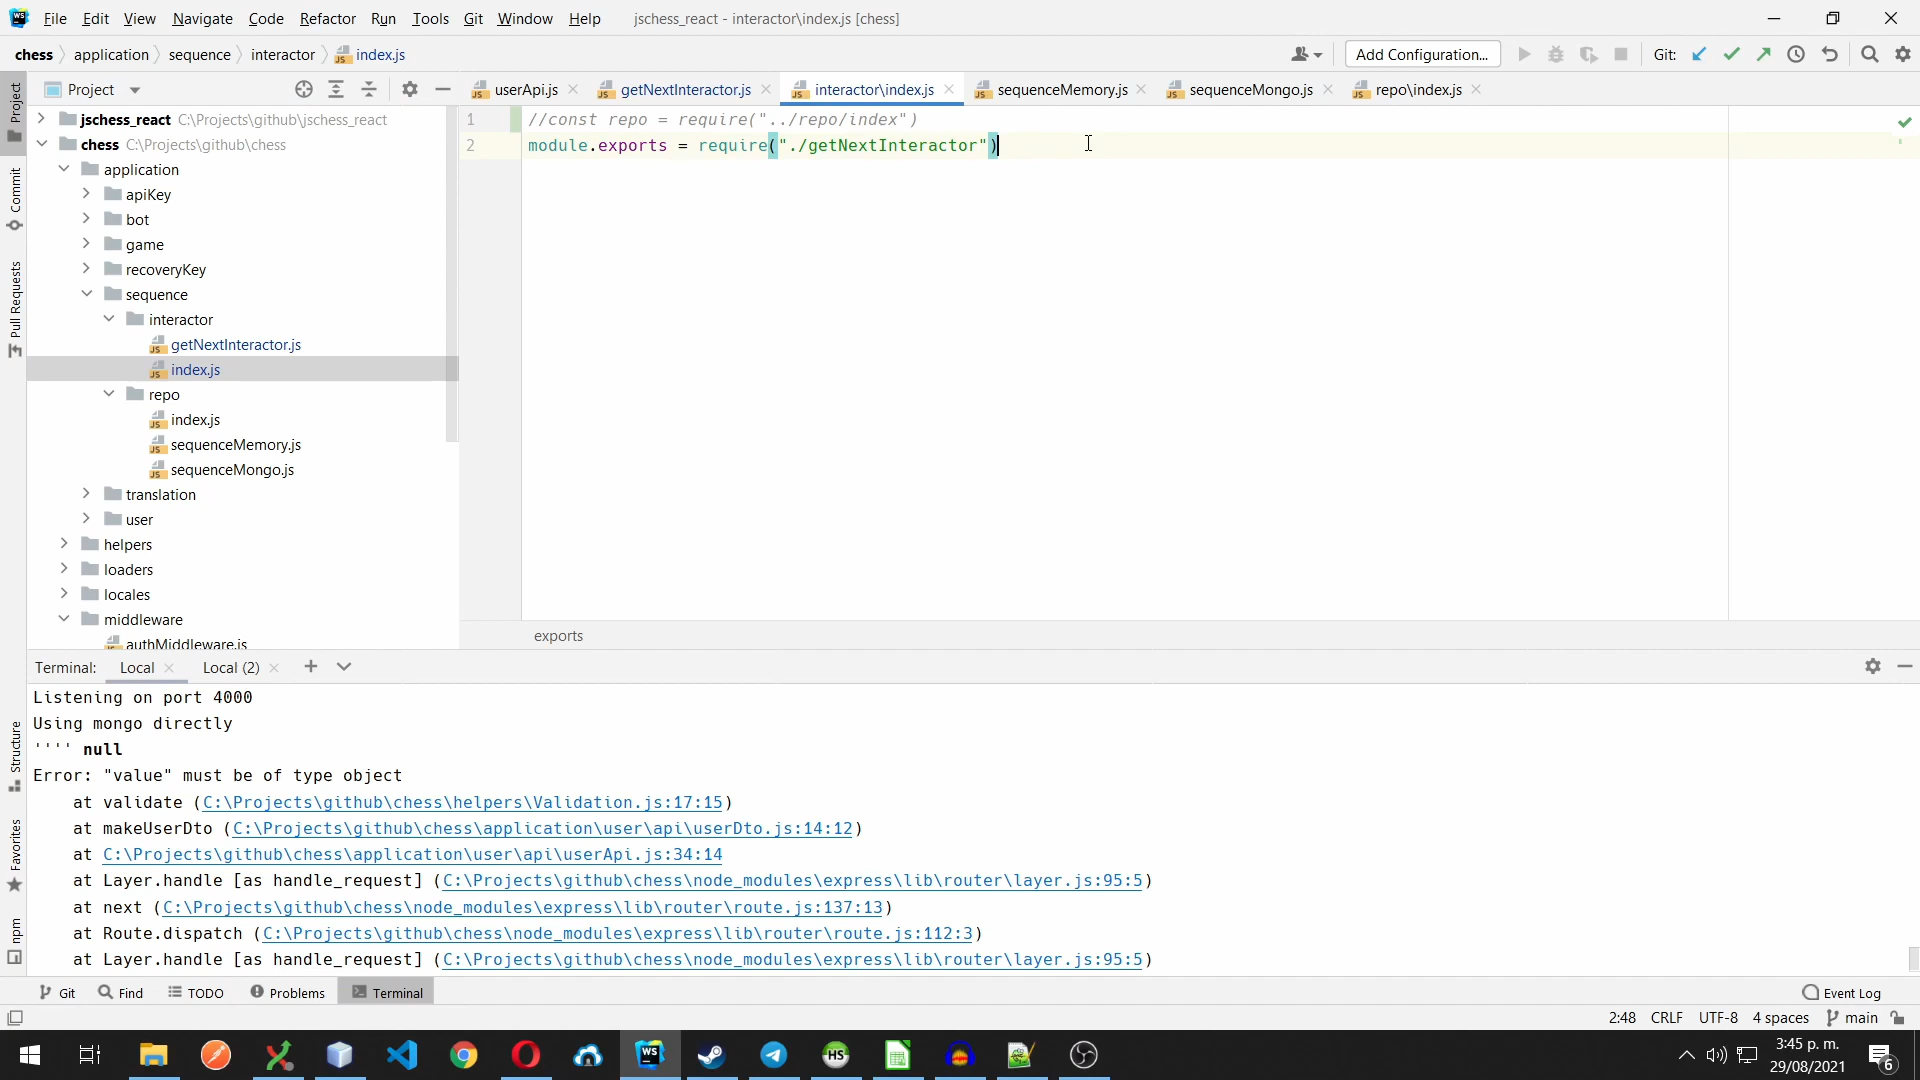 File Edit View Navigate Code Refactor Run Tools Git Window Help jschess_react - interactor\index.js [chess]
chess application sequence interactor index.js Add Configuration... Git:
Project userApi.js getNextInteractor.js interactor\index.js sequenceMemory.js sequenceMongo.js repo\index.js
Project
Commit
Pull Requests
Structure
Favorites
npm
jschess_react C:\Projects\github\jschess_react
chess C:\Projects\github\chess
application
apiKey
bot
game
recoveryKey
sequence
interactor
getNextInteractor.js
index.js
repo
index.js
sequenceMemory.js
sequenceMongo.js
translation
user
helpers
loaders
locales
middleware
authMiddleware.js
1 //const repo = require("../repo/index")
2 module.exports = require("./getNextInteractor")
exports
Terminal: Local Local (2)
Listening on port 4000
Using mongo directly
'''' null
Error: "value" must be of type object
at validate (C:\Projects\github\chess\helpers\Validation.js:17:15)
at makeUserDto (C:\Projects\github\chess\application\user\api\userDto.js:14:12)
at C:\Projects\github\chess\application\user\api\userApi.js:34:14
at Layer.handle [as handle_request] (C:\Projects\github\chess\node_modules\express\lib\router\layer.js:95:5)
at next (C:\Projects\github\chess\node_modules\express\lib\router\route.js:137:13)
at Route.dispatch (C:\Projects\github\chess\node_modules\express\lib\router\route.js:112:3)
at Layer.handle [as handle_request] (C:\Projects\github\chess\node_modules\express\lib\router\layer.js:95:5)
Git Find TODO Problems Terminal Event Log
2:48 CRLF UTF-8 4 spaces main
WS HS
3:45 p. m.
29/08/2021
6